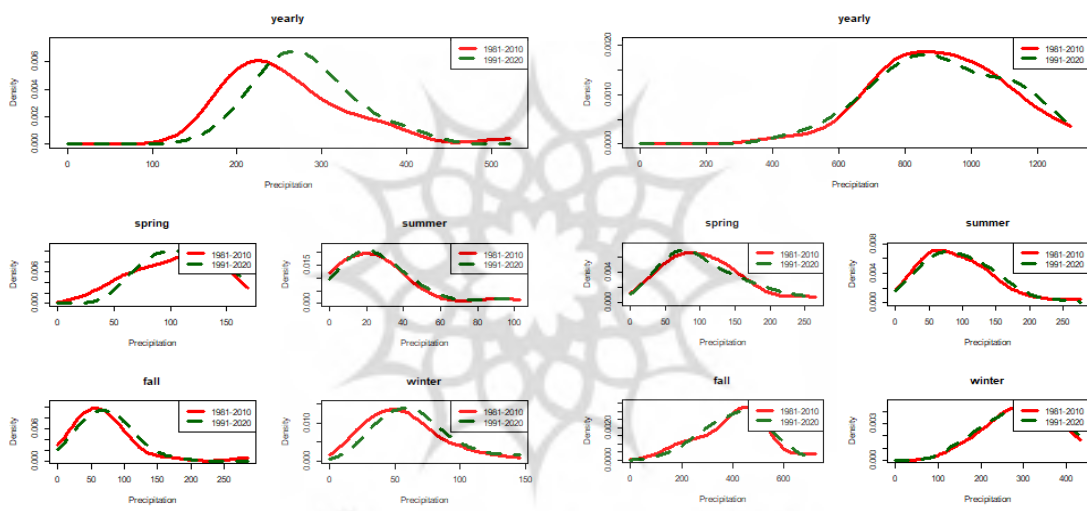 yearly
Density
0.000 0.002 0.004 0.006
1981-2010
1991-2020
0 100 200 300 400 500
Precipitation
yearly
Density
0.0000 0.0010 0.0020
1981-2010
1991-2020
0 200 400 600 800 1000 1200
Precipitation
spring
Density
0.000 0.006
1981-2010
1991-2020
0 50 100 150
Precipitation
summer
Density
0.000 0.015
1981-2010
1991-2020
0 20 40 60 80 100
Precipitation
spring
Density
0.000 0.004
1981-2010
1991-2020
0 50 100 150 200 250
Precipitation
summer
Density
0.000 0.004 0.008
1981-2010
1991-2020
0 50 100 150 200 250
Precipitation
fall
Density
0.000 0.006
1981-2010
1991-2020
0 50 100 150 200 250
Precipitation
winter
Density
0.000 0.010
1981-2010
1991-2020
0 50 100 150
Precipitation
fall
Density
0.0000 0.0020
1981-2010
1991-2020
0 200 400 600
Precipitation
winter
Density
0.000 0.003
1981-2010
1991-2020
0 100 200 300 400
Precipitation